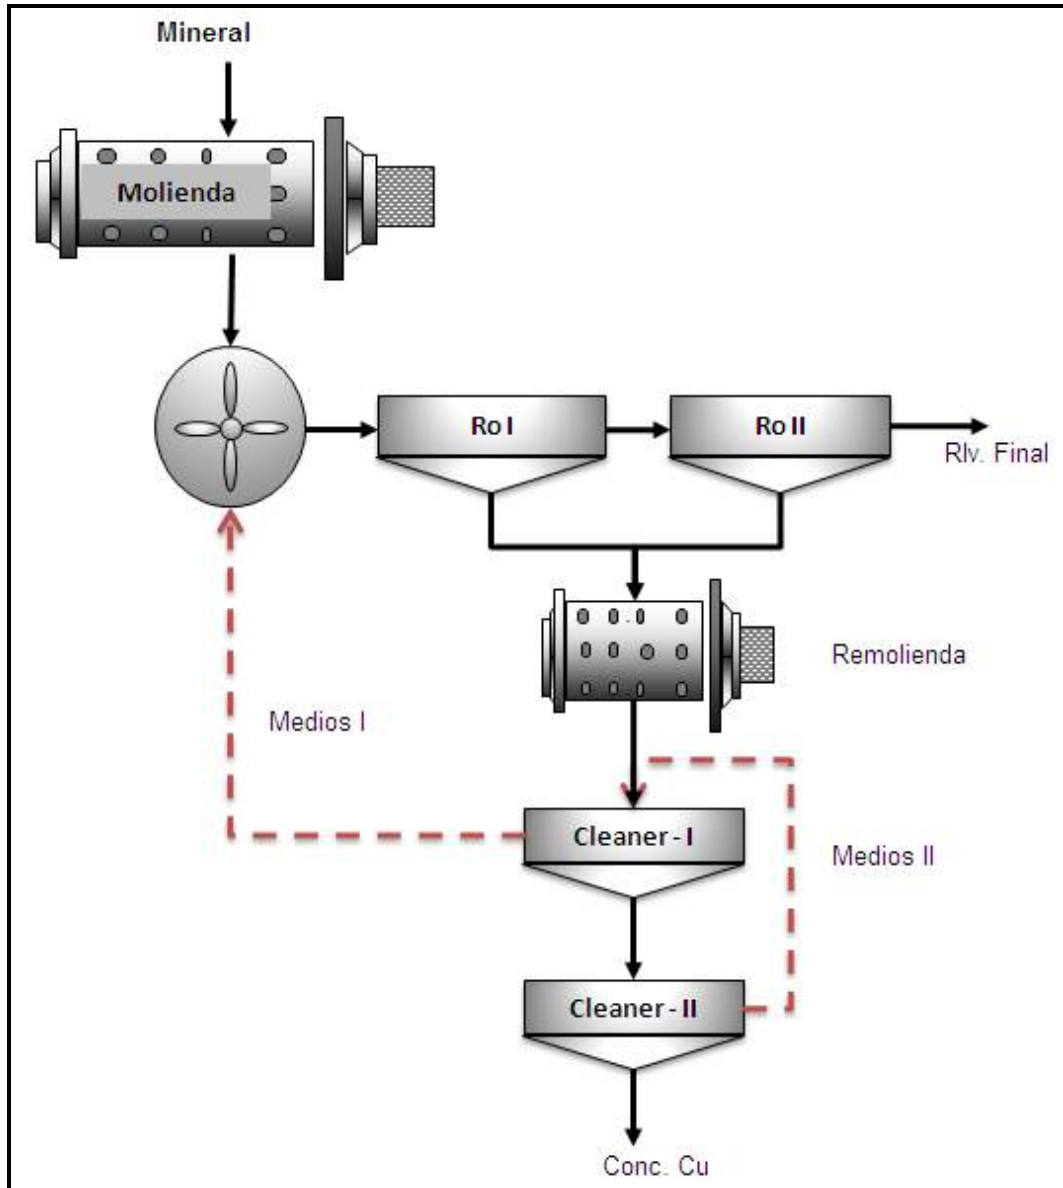 Mineral
Molienda
Ro I
Ro II
Rlv. Final
Remolienda
Medios I
Cleaner - I
Medios II
Cleaner - II
Conc. Cu